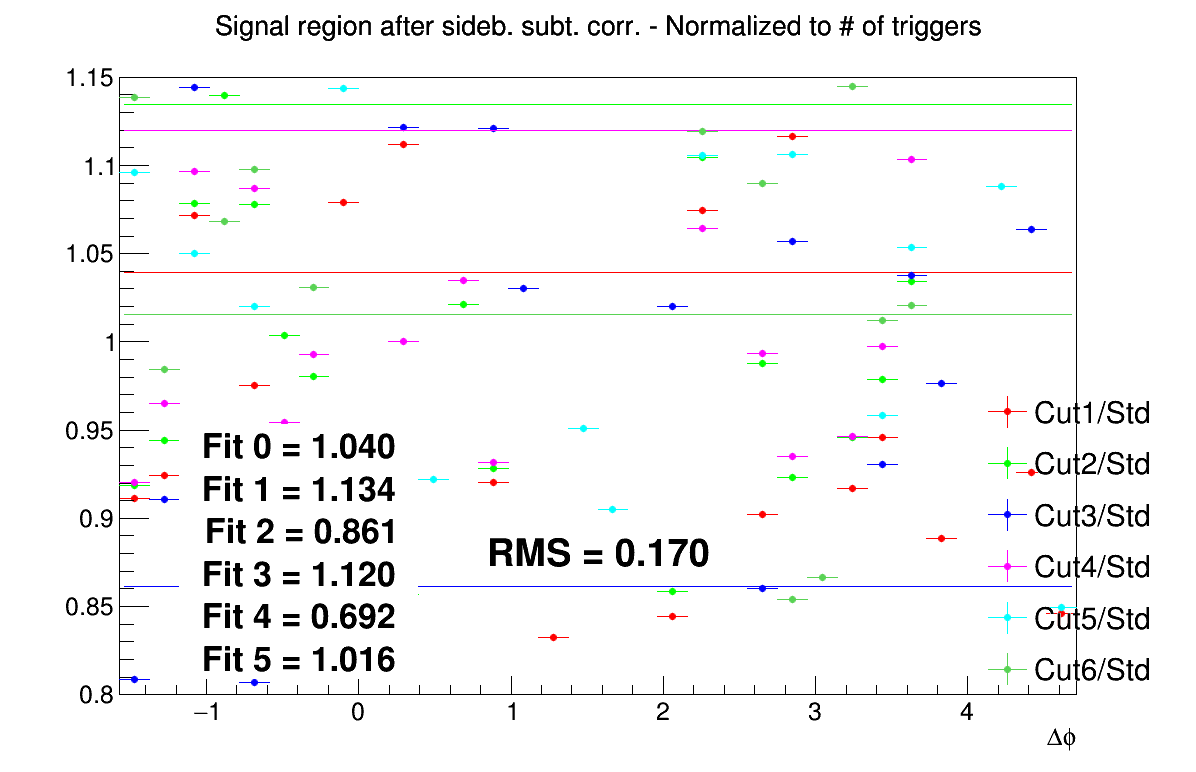 Signal region after sideb. subt. corr. - Normalized to # of triggers
1.15
1.1
1.05
1
0.95
0.9
0.85
0.8
Fit 0 = 1.040
Fit 1 = 1.134
Fit 2 = 0.861
Fit 3 = 1.120
Fit 4 = 0.692
Fit 5 = 1.016
RMS = 0.170
Cut1/Std
Cut2/Std
Cut3/Std
Cut4/Std
Cut5/Std
Cut6/Std
−1 0 1 2 3 4
Δϕ